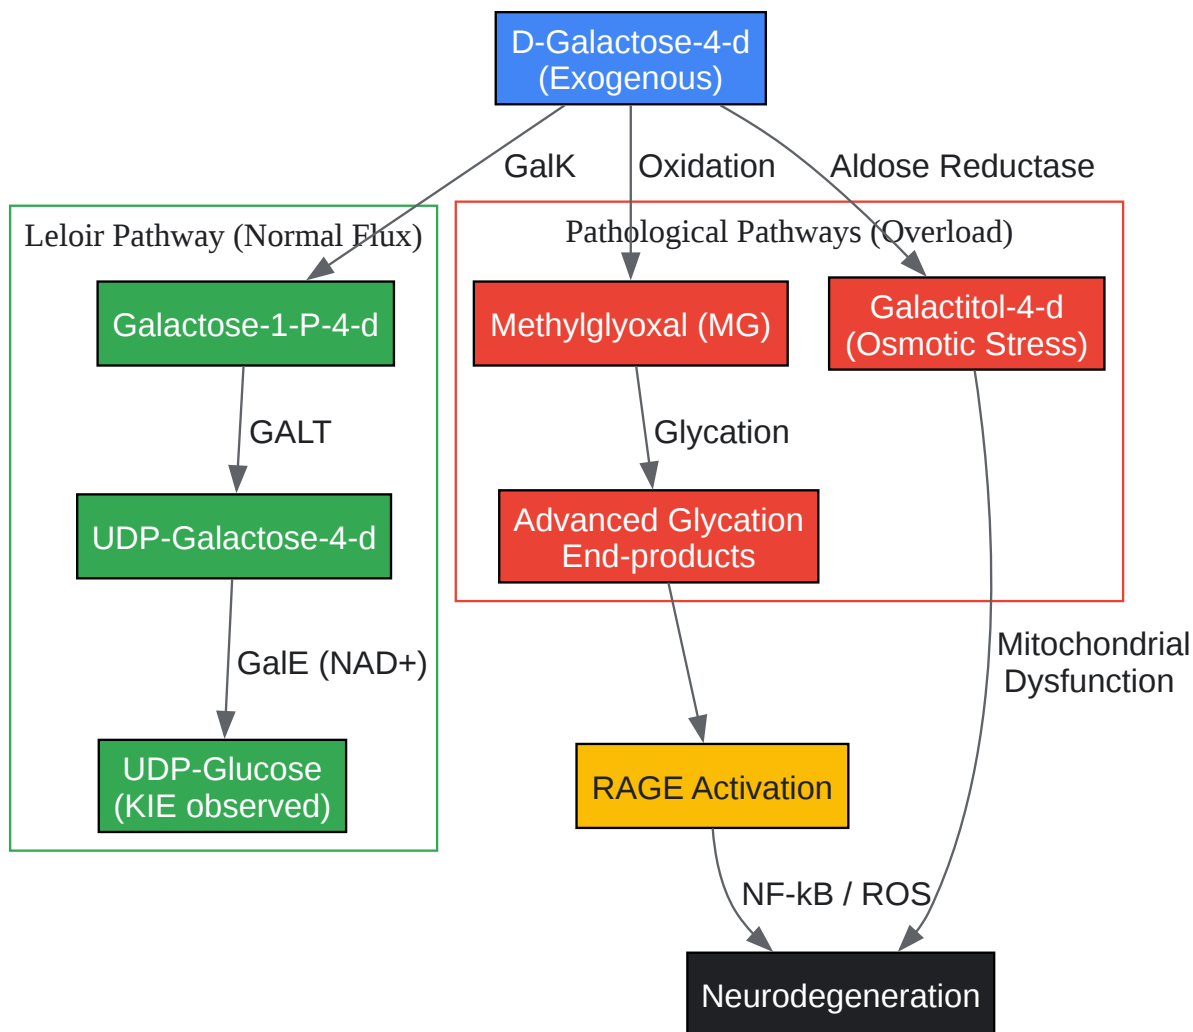 D-Galactose-4-d
(Exogenous)
GalK
Oxidation
Aldose Reductase
Leloir Pathway (Normal Flux)
Pathological Pathways (Overload)
Galactose-1-P-4-d
Methylglyoxal (MG)
Galactitol-4-d
(Osmotic Stress)
GALT
Glycation
UDP-Galactose-4-d
Advanced Glycation
End-products
GalE (NAD+)
Mitochondrial
Dysfunction
UDP-Glucose
(KIE observed)
RAGE Activation
NF-kB / ROS
Neurodegeneration